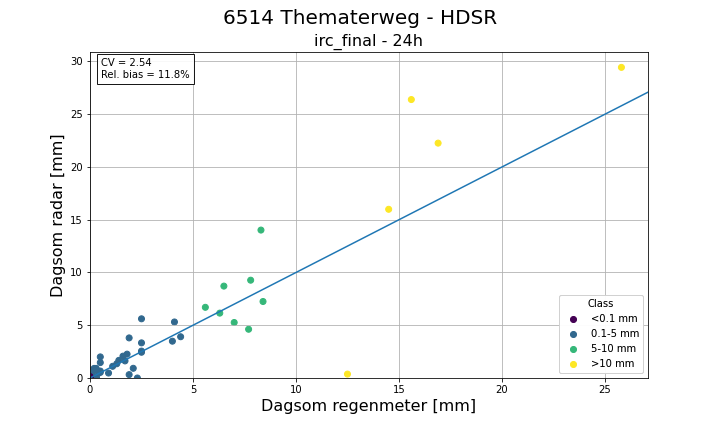 6514 Thematerweg - HDSR
irc_final - 24h
CV = 2.54
Rel. bias = 11.8%
Dagsom radar [mm]
30
25
20
15
10
5
0
0 5 10 15 20 25
Dagsom regenmeter [mm]
Class
<0.1 mm
0.1-5 mm
5-10 mm
>10 mm